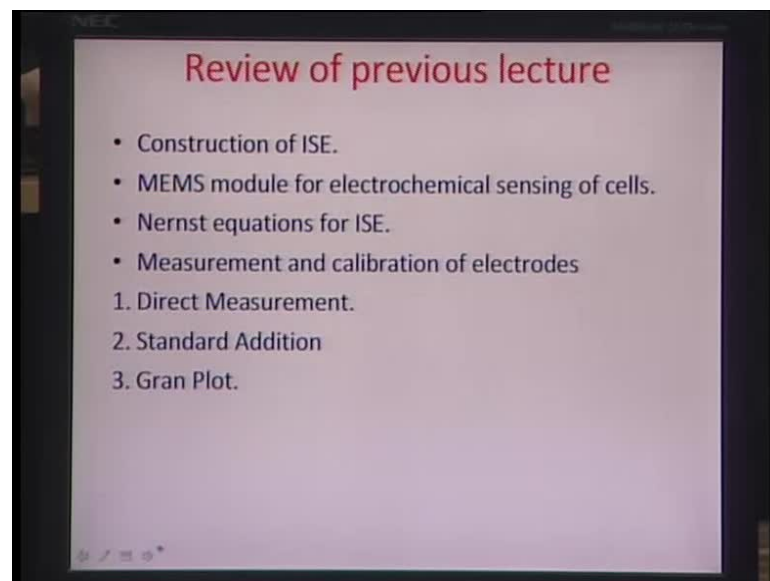 NEC
Review of previous lecture
• Construction of ISE.
• MEMS module for electrochemical sensing of cells.
• Nernst equations for ISE.
• Measurement and calibration of electrodes
1. Direct Measurement.
2. Standard Addition
3. Gran Plot.